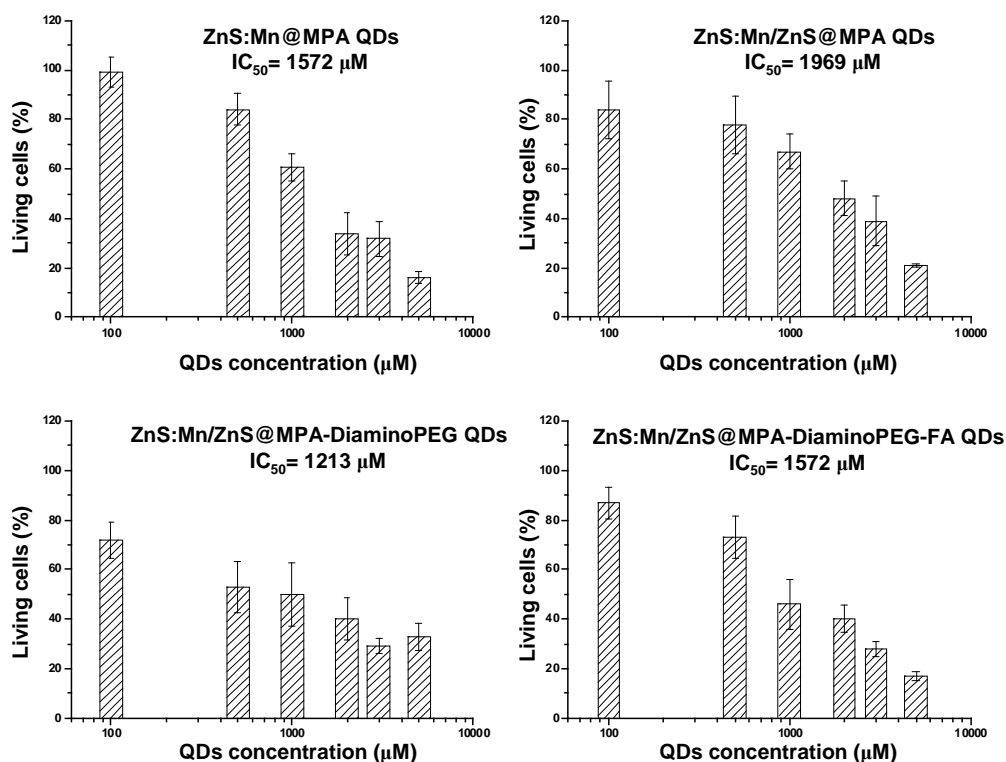 ZnS:Mn@MPA QDs
IC50= 1572 μM
Living cells (%)
120
100
80
60
40
20
0
100
1000
10000
QDs concentration (μM)
ZnS:Mn/ZnS@MPA QDs
IC50= 1969 μM
Living cells (%)
120
100
80
60
40
20
0
100
1000
10000
QDs concentration (μM)
ZnS:Mn/ZnS@MPA-DiaminoPEG QDs
IC50= 1213 μM
Living cells (%)
120
100
80
60
40
20
0
100
1000
10000
QDs concentration (μM)
ZnS:Mn/ZnS@MPA-DiaminoPEG-FA QDs
IC50= 1572 μM
Living cells (%)
120
100
80
60
40
20
0
100
1000
10000
QDs concentration (μM)